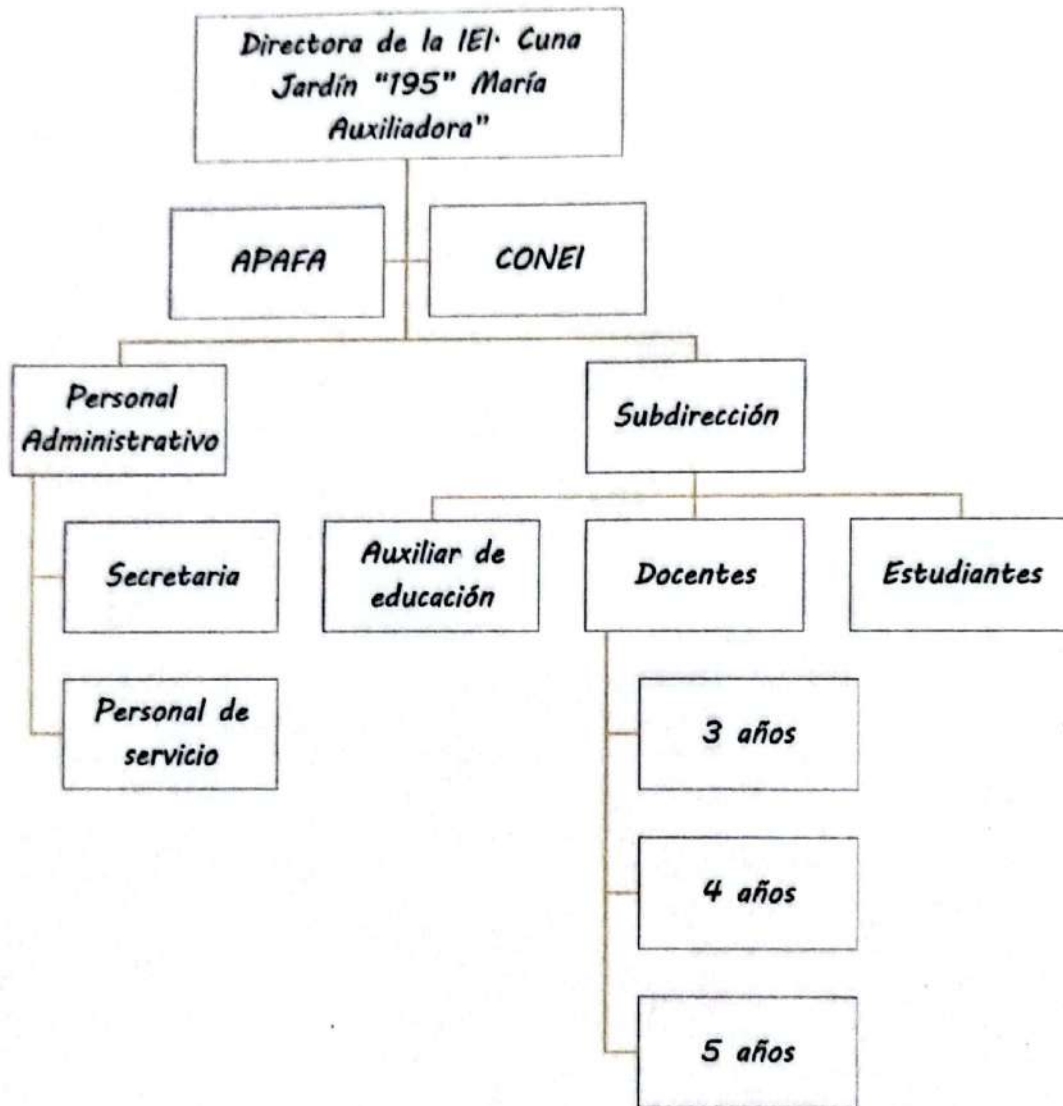 Directora de la IEI. Cuna
Jardín "195" María
Auxiliadora"
APAFA
CONEI
Personal
Administrativo
Subdirección
Secretaria
Personal de
servicio
Auxiliar de
educación
Docentes
Estudiantes
3 años
4 años
5 años